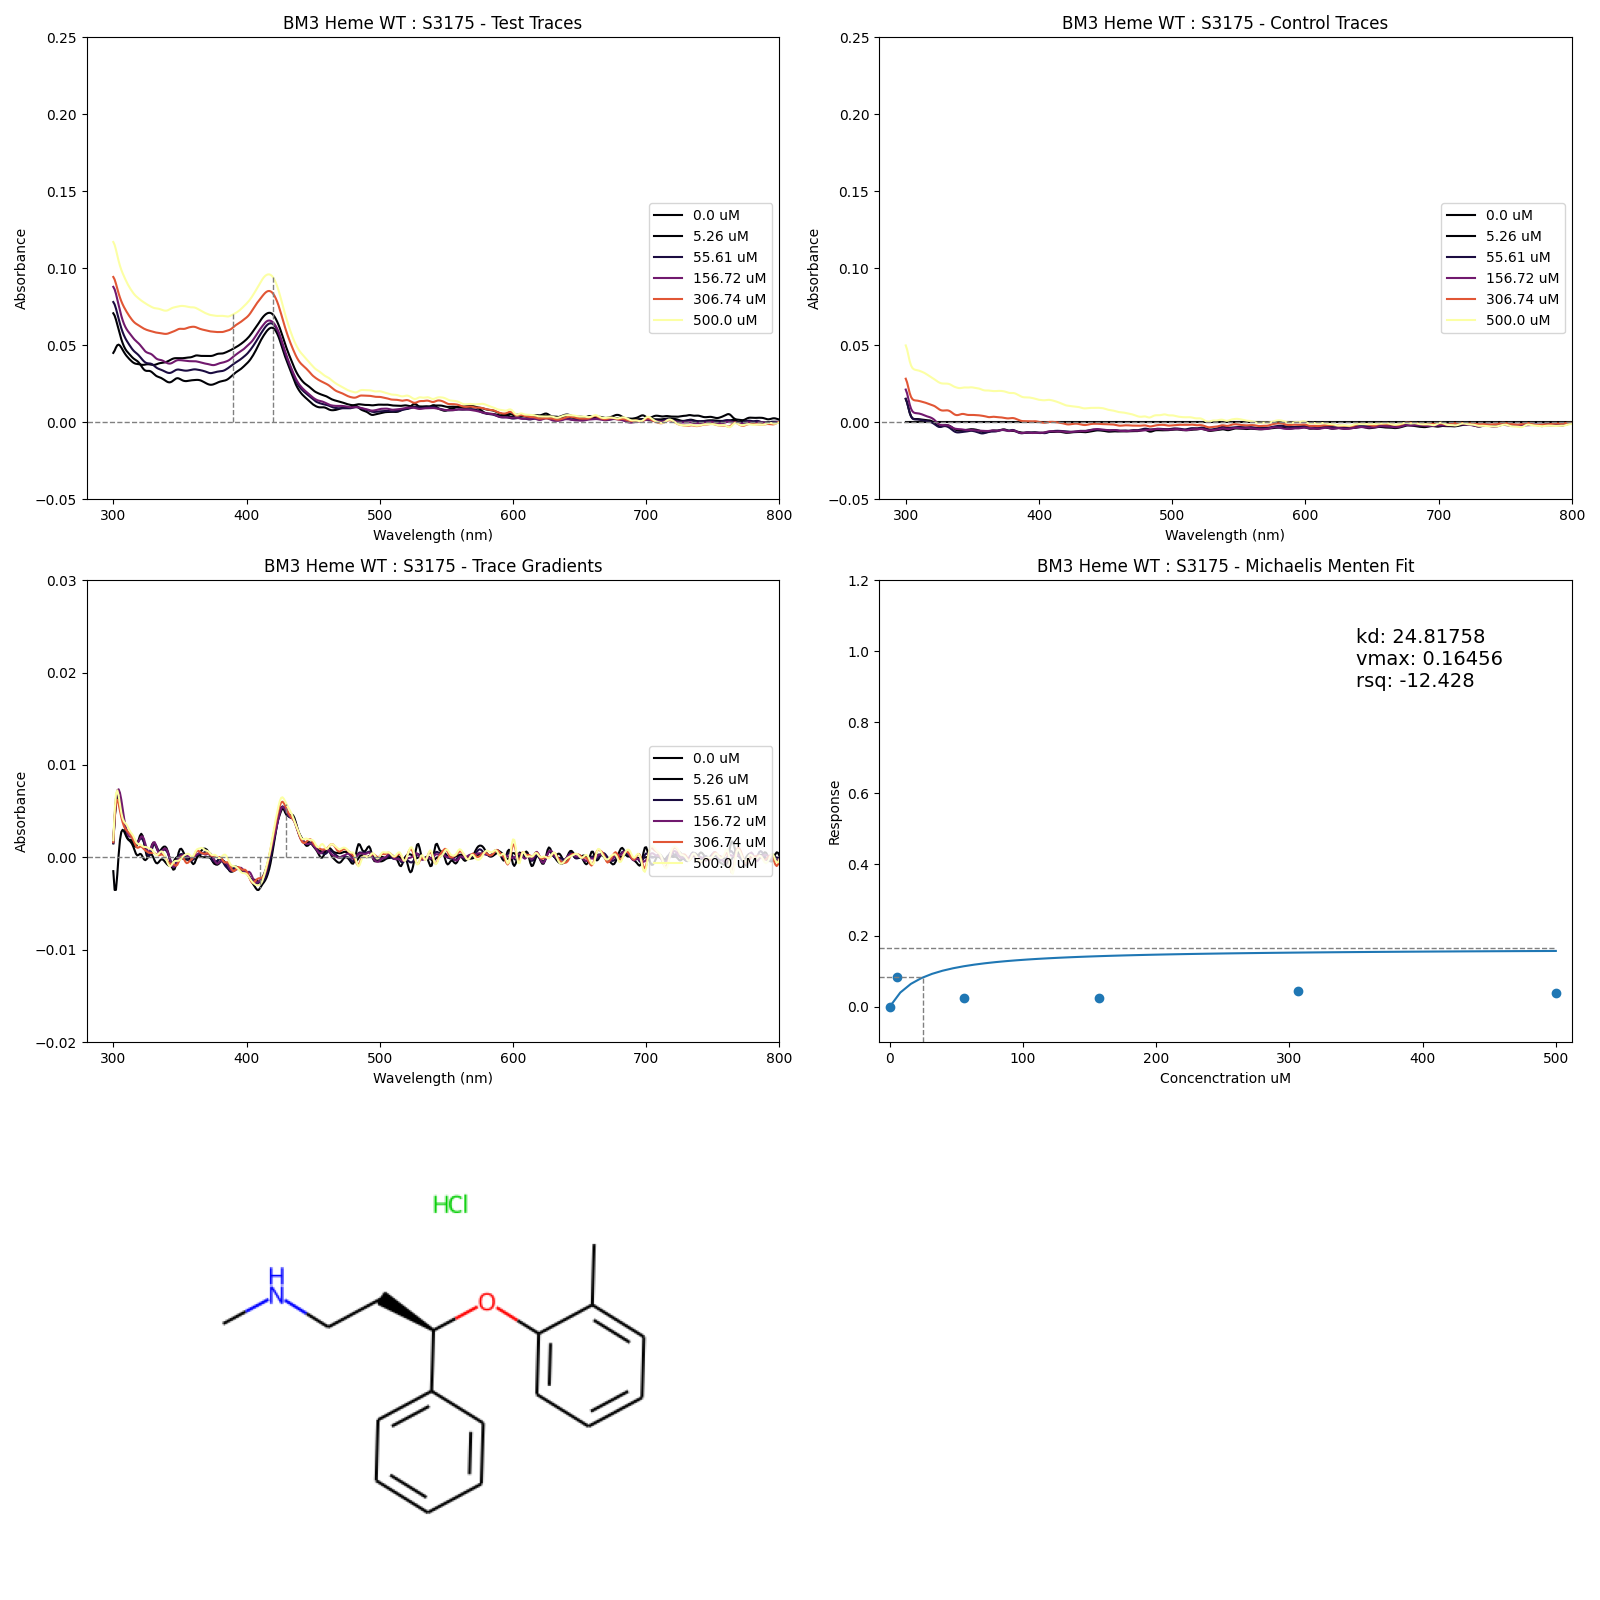 BM3 Heme WT : S3175 - Test Traces
0.25
0.20
0.15
0.10
0.05
0.00
−0.05
Absorbance
300 400 500 600 700 800
Wavelength (nm)
0.0 uM
5.26 uM
55.61 uM
156.72 uM
306.74 uM
500.0 uM
BM3 Heme WT : S3175 - Control Traces
0.25
0.20
0.15
0.10
0.05
0.00
−0.05
Absorbance
300 400 500 600 700 800
Wavelength (nm)
0.0 uM
5.26 uM
55.61 uM
156.72 uM
306.74 uM
500.0 uM
BM3 Heme WT : S3175 - Trace Gradients
0.03
0.02
0.01
0.00
−0.01
−0.02
Absorbance
300 400 500 600 700 800
Wavelength (nm)
0.0 uM
5.26 uM
55.61 uM
156.72 uM
306.74 uM
500.0 uM
BM3 Heme WT : S3175 - Michaelis Menten Fit
1.2
1.0
0.8
0.6
0.4
0.2
0.0
Response
kd: 24.81758
vmax: 0.16456
rsq: -12.428
0 100 200 300 400 500
Concenctration uM
HCl
H
N
O